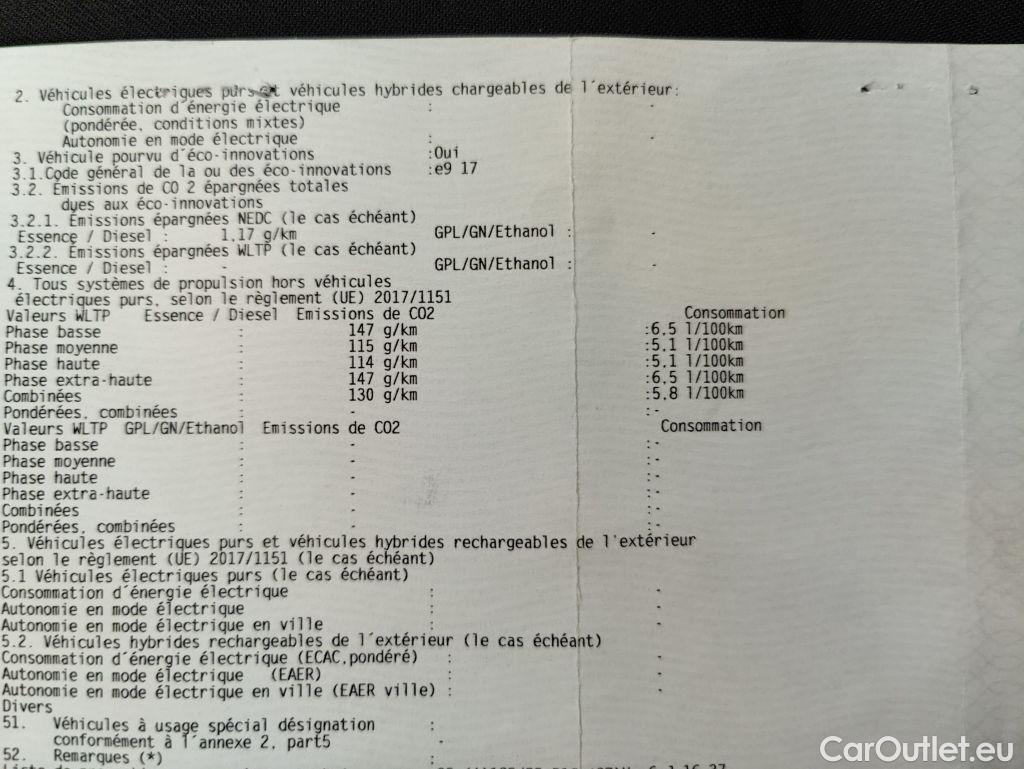 2. Véhicules électriques purs et véhicules hybrides chargeables de l´extérieur:
Consommation d´énergie électrique : -
(pondérée, conditions mixtes)
Autonomie en mode électrique : -
3. Véhicule pourvu d´éco-innovations :Oui
3.1.Code général de la ou des éco-innovations :e9 17
3.2. Émissions de CO 2 épargnées totales
dues aux éco-innovations
3.2.1. Émissions épargnées NEDC (le cas échéant)
Essence / Diesel : 1,17 g/km GPL/GN/Ethanol : -
3.2.2. Émissions épargnées WLTP (le cas échéant)
Essence / Diesel : - GPL/GN/Ethanol : -
4. Tous systèmes de propulsion hors véhicules
électriques purs, selon le règlement (UE) 2017/1151
Valeurs WLTP Essence / Diesel Emissions de CO2 Consommation
Phase basse : 147 g/km :6,5 l/100km
Phase moyenne : 115 g/km :5,1 l/100km
Phase haute : 114 g/km :5,1 l/100km
Phase extra-haute : 147 g/km :6,5 l/100km
Combinées : 130 g/km :5,8 l/100km
Pondérées, combinées : - :-
Valeurs WLTP GPL/GN/Ethanol Emissions de CO2 Consommation
Phase basse : - :-
Phase moyenne : - :-
Phase haute : - :-
Phase extra-haute : - :-
Combinées : - :-
Pondérées, combinées : - :-
5. Véhicules électriques purs et véhicules hybrides rechargeables de l'extérieur
selon le règlement (UE) 2017/1151 (le cas échéant)
5.1 Véhicules électriques purs (le cas échéant)
Consommation d´énergie électrique : -
Autonomie en mode électrique : -
Autonomie en mode électrique en ville : -
5.2. Véhicules hybrides rechargeables de l´extérieur (le cas échéant)
Consommation d´énergie électrique (ECAC,pondéré) : -
Autonomie en mode électrique (EAER) : -
Autonomie en mode électrique en ville (EAER ville) : -
Divers
51. Véhicules à usage spécial désignation :
conformément à l´annexe 2, part5 -
52. Remarques (*) :
CarOutlet.eu